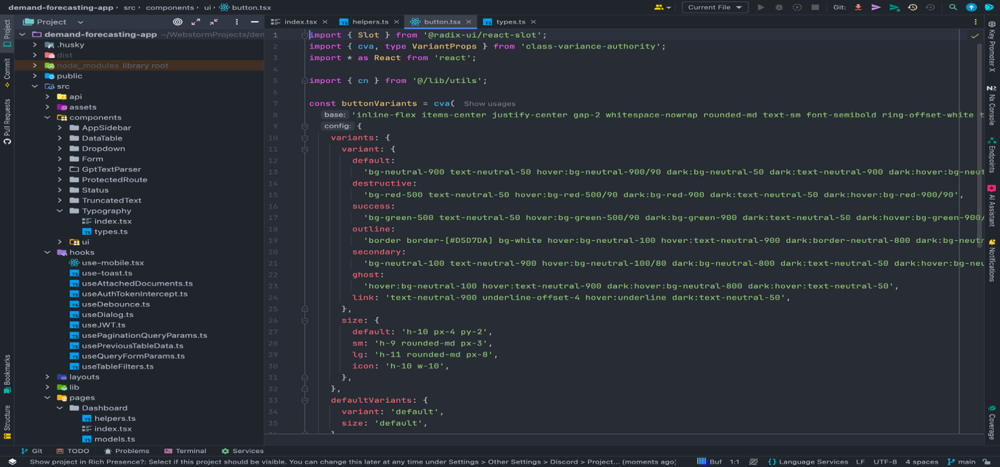 demand-forecasting-app › src › components › ui › button.tsx
Current File
Git:
Project
index.tsx
helpers.ts
button.tsx
types.ts
Project
Commit
Pull Requests
Bookmarks
Structure
demand-forecasting-app ~/WebstormProjects/den
.husky
dist
node_modules library root
public
src
api
assets
components
AppSidebar
DataTable
Dropdown
Form
GptTextParser
ProtectedRoute
Status
TruncatedText
Typography
index.tsx
types.ts
ui
hooks
use-mobile.tsx
use-toast.ts
useAttachedDocuments.ts
useAuthTokenIntercept.ts
useDebounce.ts
useDialog.ts
useJWT.ts
usePaginationQueryParams.ts
usePreviousTableData.ts
useQueryFormParams.ts
useTableFilters.ts
layouts
lib
pages
Dashboard
helpers.ts
index.tsx
models.ts
1 import { Slot } from '@radix-ui/react-slot';
2 import { cva, type VariantProps } from 'class-variance-authority';
3 import * as React from 'react';
4
5 import { cn } from '@/lib/utils';
6
7 const buttonVariants = cva( Show usages
8 base: 'inline-flex items-center justify-center gap-2 whitespace-nowrap rounded-md text-sm font-semibold ring-offset-white t
9 config: {
10 variants: {
11 variant: {
12 default:
13 'bg-neutral-900 text-neutral-50 hover:bg-neutral-900/90 dark:bg-neutral-50 dark:text-neutral-900 dark:hover:bg-neut
14 destructive:
15 'bg-red-500 text-neutral-50 hover:bg-red-500/90 dark:bg-red-900 dark:text-neutral-50 dark:hover:bg-red-900/90',
16 success:
17 'bg-green-500 text-neutral-50 hover:bg-green-500/90 dark:bg-green-900 dark:text-neutral-50 dark:hover:bg-green-900/
18 outline:
19 'border border-[#D5D7DA] bg-white hover:bg-neutral-100 hover:text-neutral-900 dark:border-neutral-800 dark:bg-neutr
20 secondary:
21 'bg-neutral-100 text-neutral-900 hover:bg-neutral-100/80 dark:bg-neutral-800 dark:text-neutral-50 dark:hover:bg-neu
22 ghost:
23 'hover:bg-neutral-100 hover:text-neutral-900 dark:hover:bg-neutral-800 dark:hover:text-neutral-50',
24 link: 'text-neutral-900 underline-offset-4 hover:underline dark:text-neutral-50',
25 },
26 size: {
27 default: 'h-10 px-4 py-2',
28 sm: 'h-9 rounded-md px-3',
29 lg: 'h-11 rounded-md px-8',
30 icon: 'h-10 w-10',
31 },
32 },
33 defaultVariants: {
34 variant: 'default',
35 size: 'default',
Key Promoter X
Nx Console
Endpoints
AI Assistant
Notifications
Coverage
Git
TODO
Problems
Terminal
Services
Show project in Rich Presence?: Select if this project should be visible. You can change this later at any time under Settings > Other Settings > Discord > Project... (moments ago)
Buf
1:1
{} Language Services
LF
UTF-8
4 spaces
main